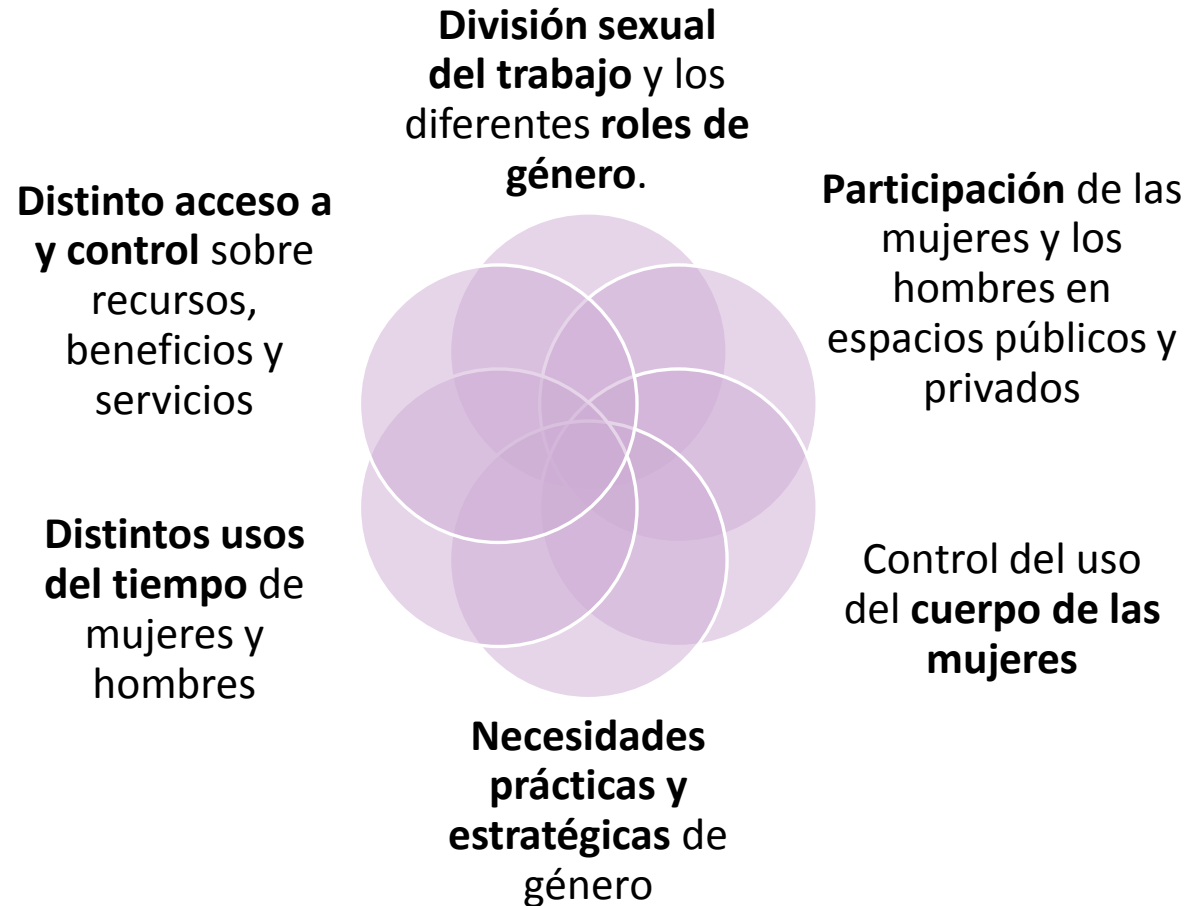 División sexual
del trabajo y los
diferentes roles de
género.
Participación de las
mujeres y los
hombres en
espacios públicos y
privados
Control del uso
del cuerpo de las
mujeres
Necesidades
prácticas y
estratégicas de
género
Distintos usos
del tiempo de
mujeres y
hombres
Distinto acceso a
y control sobre
recursos,
beneficios y
servicios